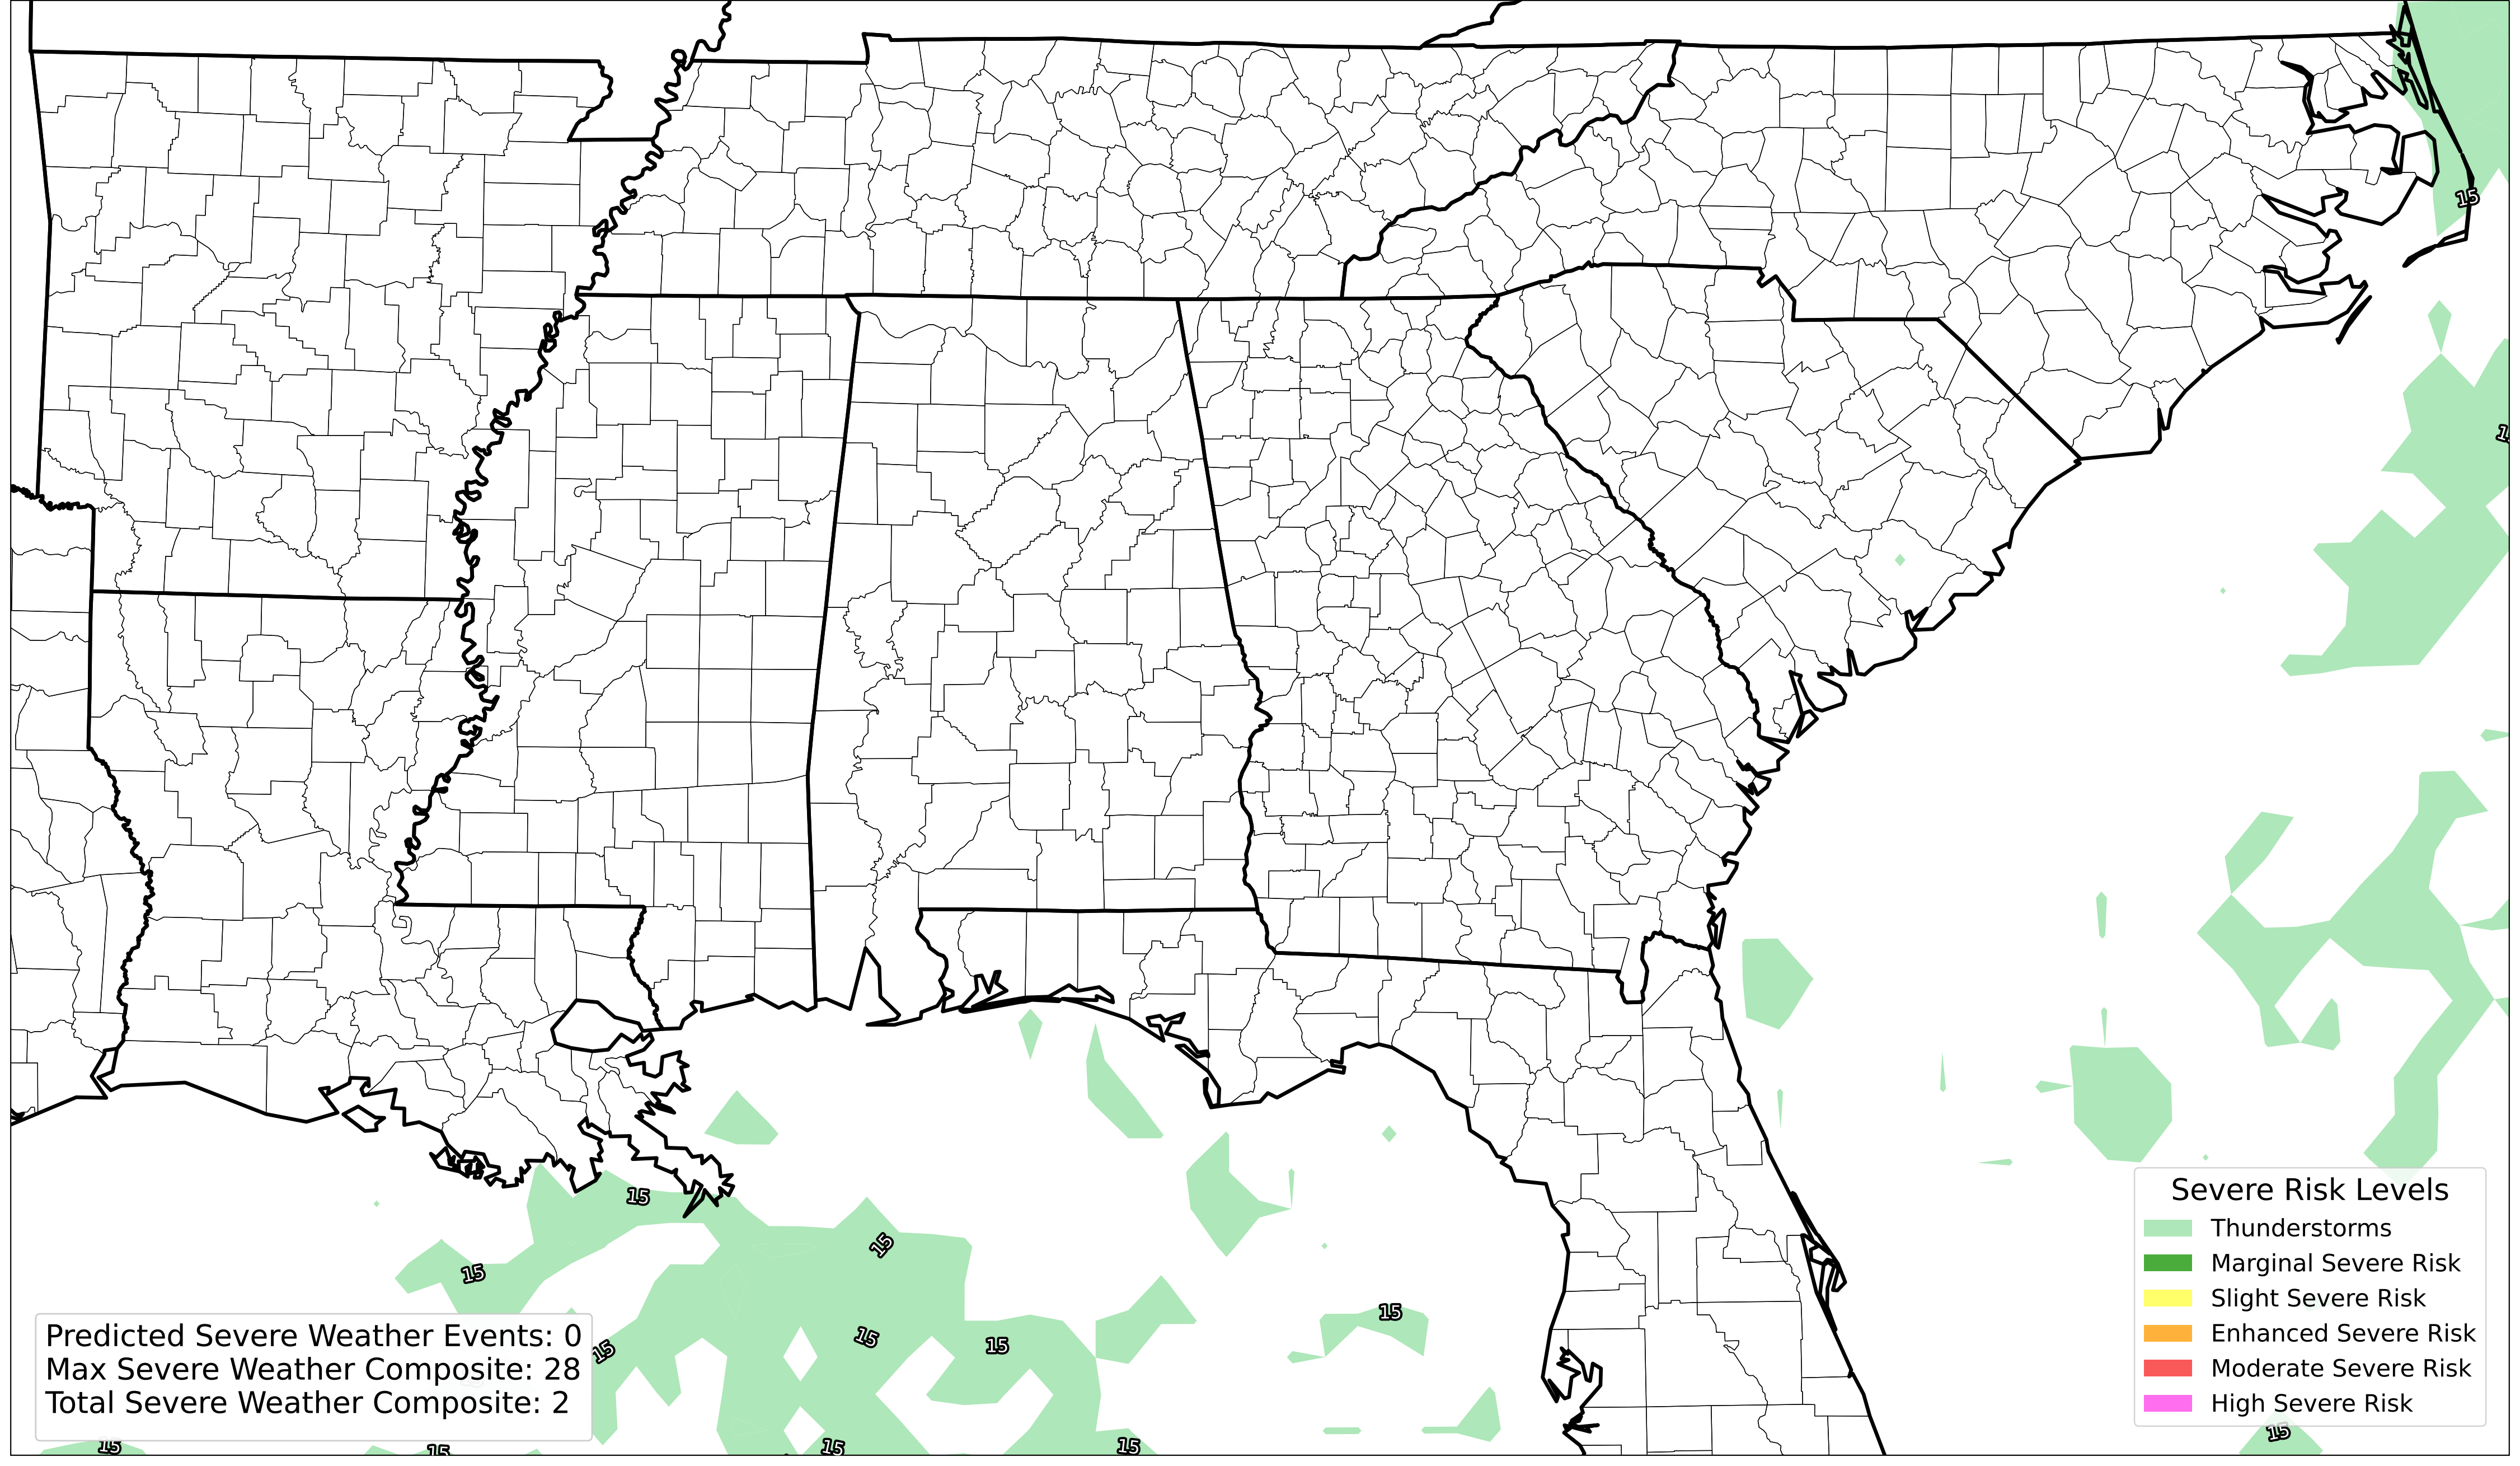 15
15
15
15
15
15
15
15
15
15
15
15
15
Severe Risk Levels
Thunderstorms
Marginal Severe Risk
Slight Severe Risk
Enhanced Severe Risk
Moderate Severe Risk
High Severe Risk
Predicted Severe Weather Events: 0
Max Severe Weather Composite: 28
Total Severe Weather Composite: 2